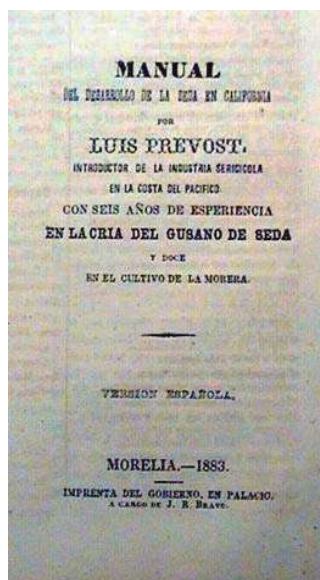 MANUAL
DEL DESARROLLO DE LA SEDA EN CALIFORNIA
POR
LUIS PREVOST,
INTRODUCTOR DE LA INDUSTRIA SERICICOLA
EN LA COSTA DEL PACIFICO
CON SEIS AÑOS DE ESPERIENCIA
EN LA CRIA DEL GUSANO DE SEDA
Y DOCE
EN EL CULTIVO DE LA MORERA.
VERSION ESPAÑOLA.
MORELIA.—1883.
IMPRENTA DEL GOBIERNO, EN PALACIO,
A CARGO DE J. R. BRAVO.